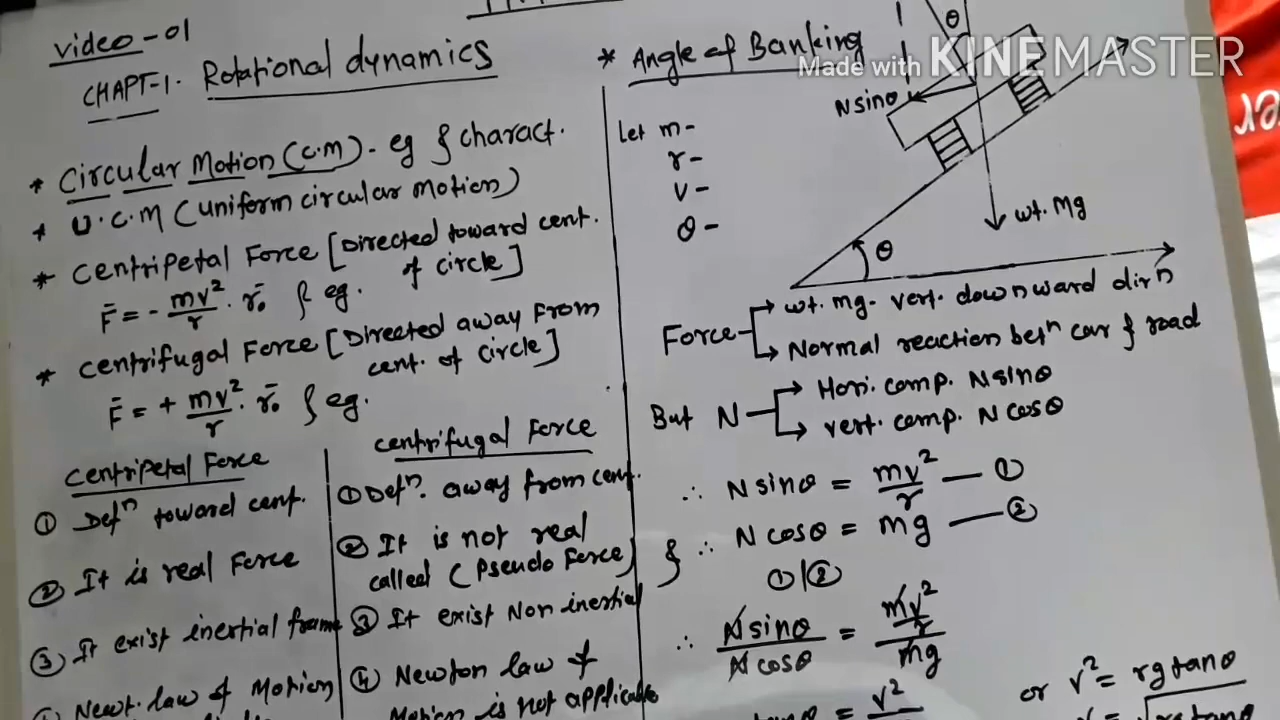 video-01
CHAPT-1. Rotational dynamics
* Circular Motion (C.M) - eg & charact.
* U.C.M (uniform circular motion)
* centripetal Force [Directed toward cent. of circle]
F̄ = - mv²/r · r̄₀ & eg.
* centrifugal Force [Directed away from cent. of circle]
F̄ = + mv²/r · r̄₀ & eg.
centripetal Force
① Defⁿ toward cent.
② It is real Force
③ It exist inertial frame
Newt. law of Motion
centrifugal Force
① Defⁿ. away from cent.
② It is not real
called (Pseudo Force)
③ It exist Non inertial
④ Newton law of
Motion is not applicable
* Angle of Banking
Made with KINEMASTER
θ
N sinθ
wt. Mg
θ
Let m-
r-
v-
θ-
Force → wt. mg - vert. downward dirⁿ
→ Normal reaction betⁿ car & road
But N → Hori. comp. N sinθ
→ vert. comp. N cosθ
∴ N sinθ = mv²/r — ①
& ∴ N cosθ = mg — ②
①/②
∴ N sinθ / N cosθ = mv²/r / mg
tanθ = v²
or v² = rg tanθ